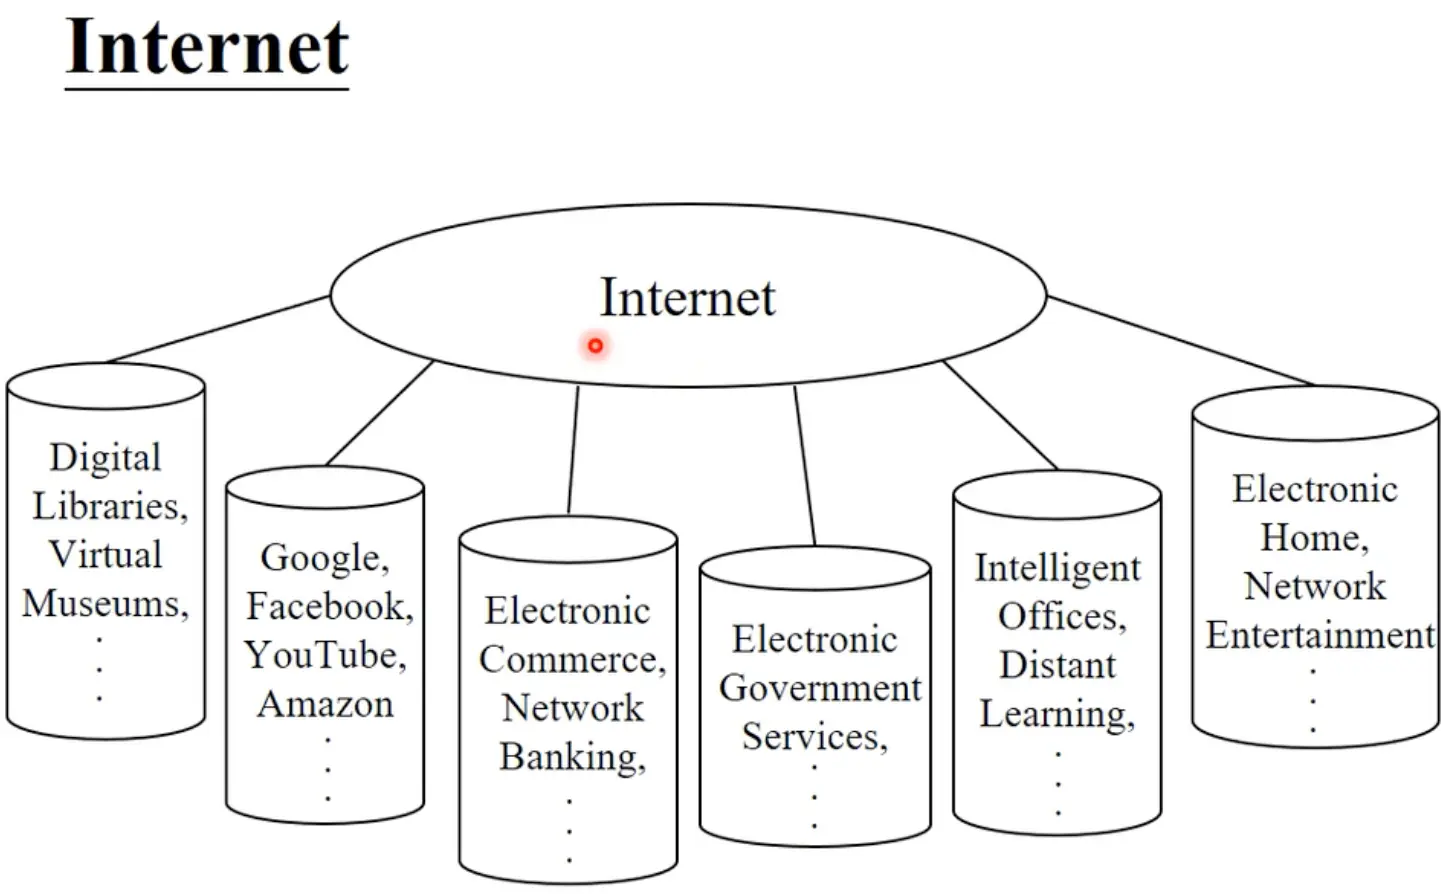 Internet
Internet
Digital
Libraries,
Virtual
Museums,
.
.
.
Google,
Facebook,
YouTube,
Amazon
.
.
.
Electronic
Commerce,
Network
Banking,
.
.
.
Electronic
Government
Services,
.
.
.
Intelligent
Offices,
Distant
Learning,
.
.
.
Electronic
Home,
Network
Entertainment
.
.
.